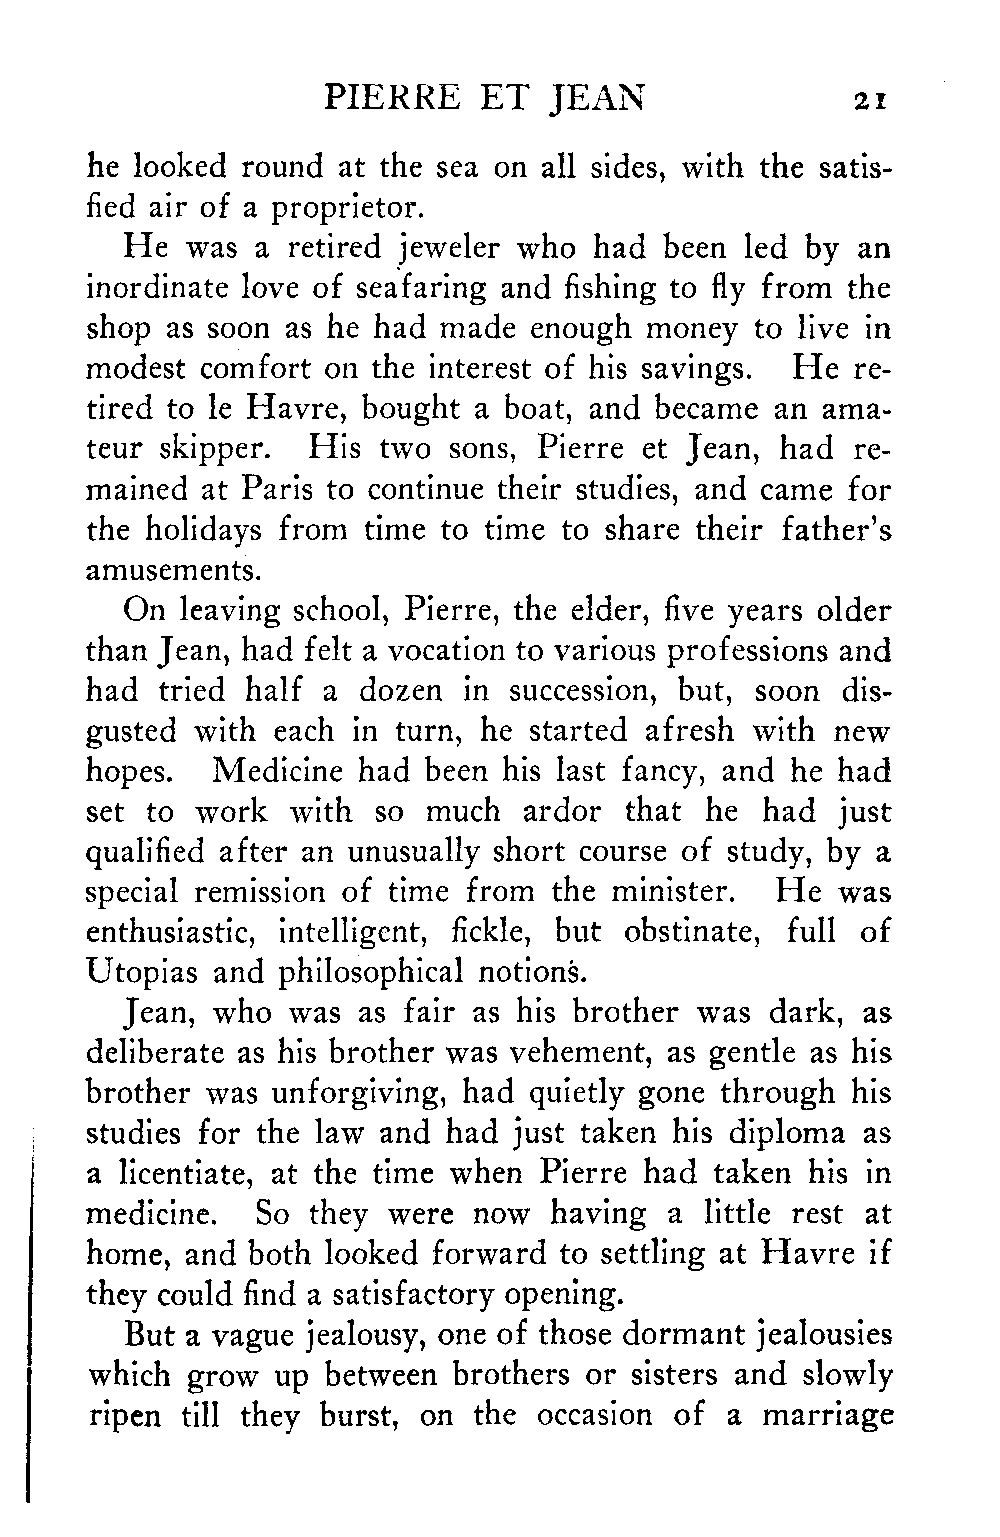 PIERRE ET JEAN 21
he looked round at the sea on all sides, with the satis-
fied air of a proprietor.
He was a retired jeweler who had been led by an
inordinate love of seafaring and fishing to fly from the
shop as soon as he had made enough money to live in
modest comfort on the interest of his savings. He re-
tired to le Havre, bought a boat, and became an ama-
teur skipper. His two sons, Pierre et Jean, had re-
mained at Paris to continue their studies, and came for
the holidays from time to time to share their father's
amusements.
On leaving school, Pierre, the elder, five years older
than Jean, had felt a vocation to various professions and
had tried half a dozen in succession, but, soon dis-
gusted with each in turn, he started afresh with new
hopes. Medicine had been his last fancy, and he had
set to work with so much ardor that he had just
qualified after an unusually short course of study, by a
special remission of time from the minister. He was
enthusiastic, intelligent, fickle, but obstinate, full of
Utopias and philosophical notions.
Jean, who was as fair as his brother was dark, as
deliberate as his brother was vehement, as gentle as his
brother was unforgiving, had quietly gone through his
studies for the law and had just taken his diploma as
a licentiate, at the time when Pierre had taken his in
medicine. So they were now having a little rest at
home, and both looked forward to settling at Havre if
they could find a satisfactory opening.
But a vague jealousy, one of those dormant jealousies
which grow up between brothers or sisters and slowly
ripen till they burst, on the occasion of a marriage